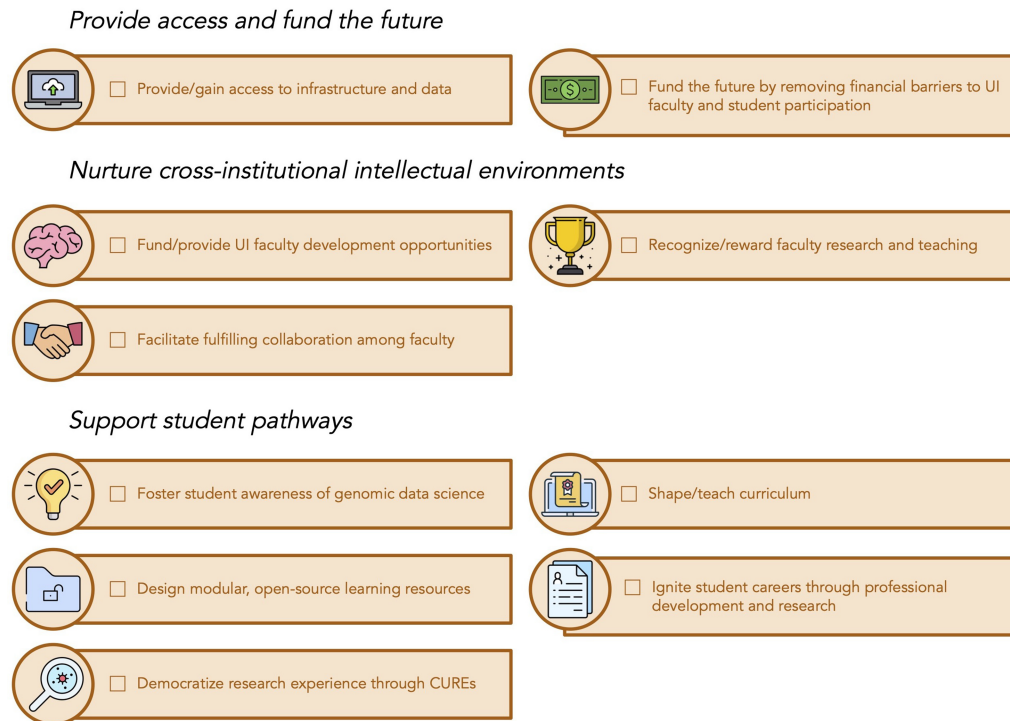 Provide access and fund the future
Provide/gain access to infrastructure and data
Fund the future by removing financial barriers to UI
faculty and student participation
Nurture cross-institutional intellectual environments
Fund/provide UI faculty development opportunities
Recognize/reward faculty research and teaching
Facilitate fulfilling collaboration among faculty
Support student pathways
Foster student awareness of genomic data science
Shape/teach curriculum
Design modular, open-source learning resources
Ignite student careers through professional
development and research
Democratize research experience through CUREs